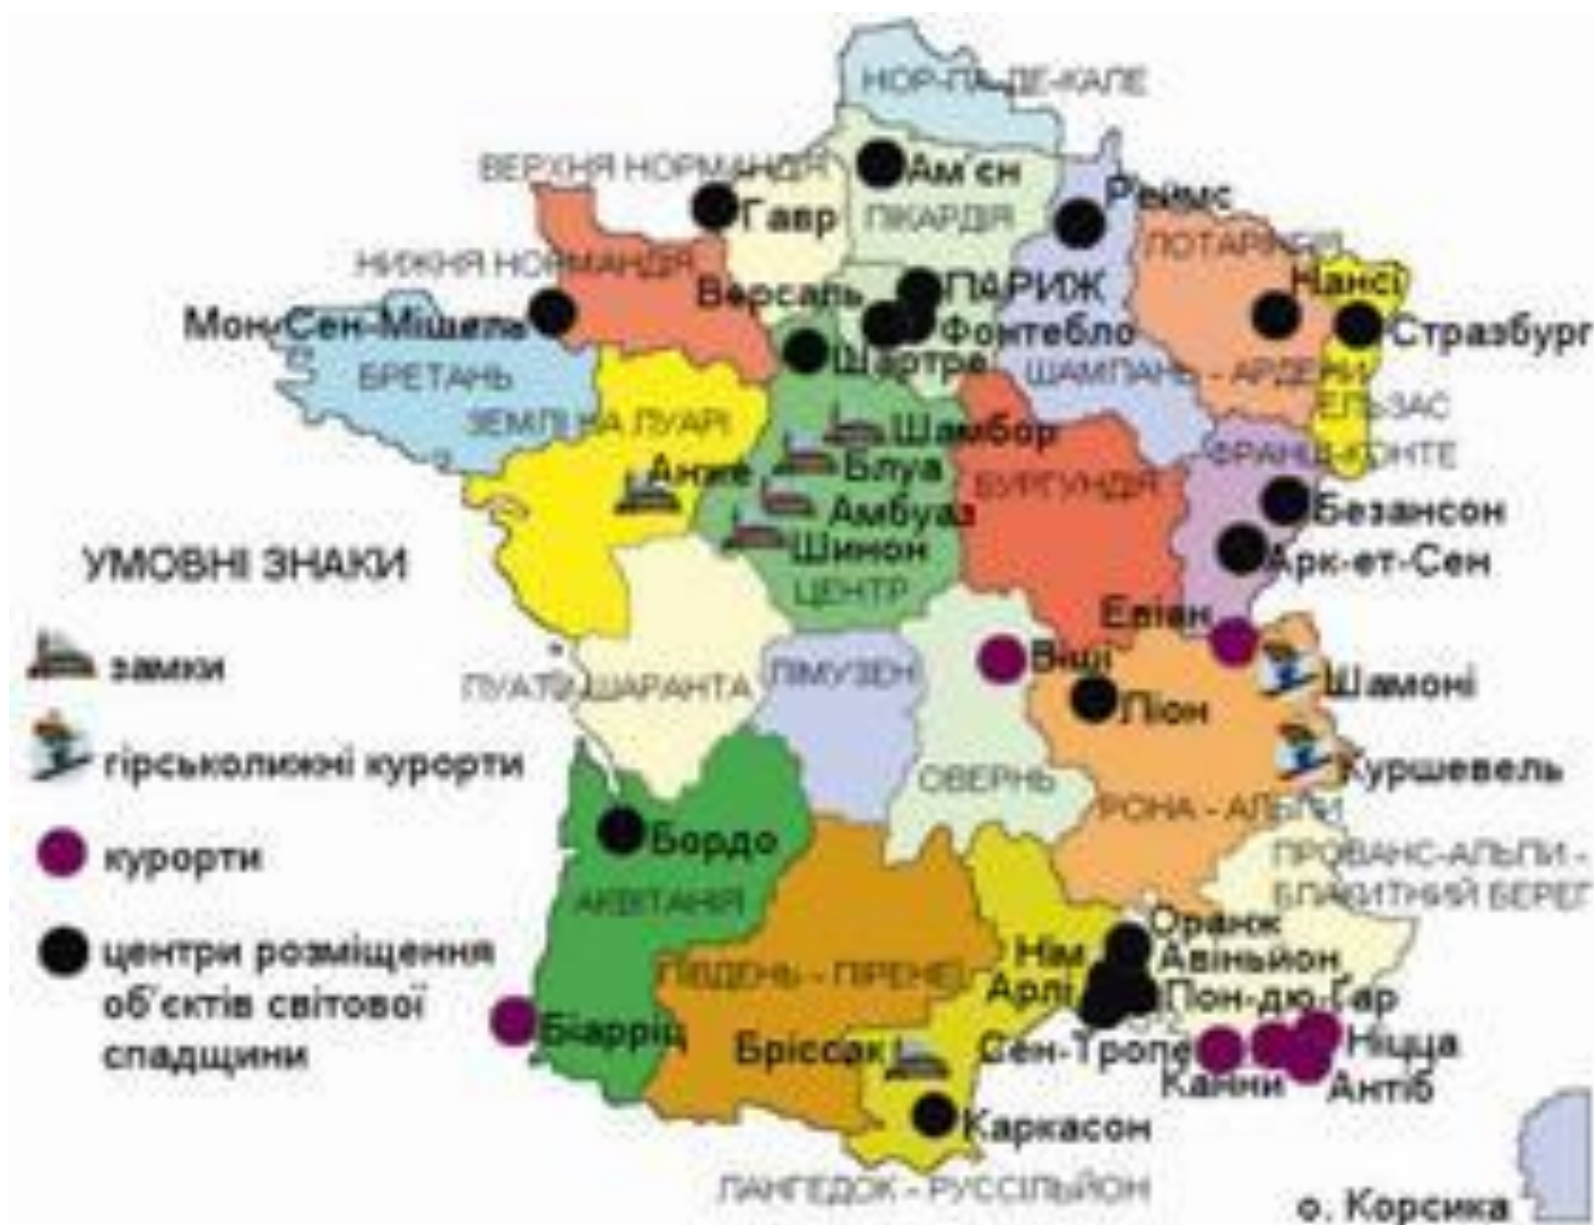 НОР-ПА-ДЕ-КАЛЕ
ВЕРХНЯ НОРМАНДІЯ
Ам'єн
Реймс
Гавр
ПІКАРДІЯ
ЛОТАРИНГІЯ
НИЖНЯ НОРМАНДІЯ
Нансі
Версаль
ПАРИЖ
Мон-Сен-Мішель
Фонтебло
Стразбург
Шартре
БРЕТАНЬ
ШАМПАНЬ - АРДЕНИ
ЕЛЬЗАС
ЗЕМЛІ НА ЛУАРІ
Шамбор
ФРАНШ-КОНТЕ
Анже
Блуа
БУРГУНДІЯ
Амбуаз
Безансон
Шинон
УМОВНІ ЗНАКИ
Арк-ет-Сен
ЦЕНТР
Евіан
замки
Віші
ПУАТУ ШАРАНТА
ЛІМУЗЕН
Шамоні
Ліон
гірськолижні курорти
ОВЕРНЬ
Куршевель
РОНА - АЛЬПИ
Бордо
курорти
ПРОВАНС-АЛЬПИ -
БЛАКИТНИЙ БЕРЕГ
АКВІТАНІЯ
Оранж
центри розміщення
об'єктів світової
спадщини
Нім
Авіньйон
ПІВДЕНЬ - ПІРЕНЕЇ
Арлі
Пон-дю-Гар
Біарріц
Бріссак
Сен-Тропе
Ніцца
Канни
Антіб
Каркасон
ЛАНГЕДОК - РУССІЛЬЙОН
о. Корсика